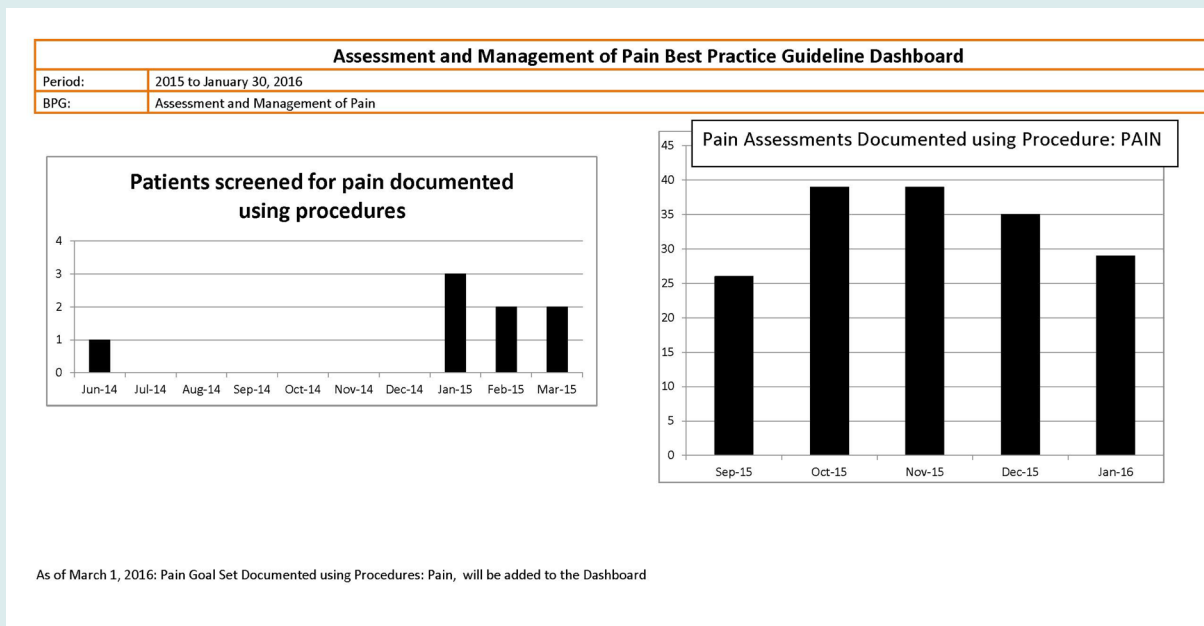 Assessment and Management of Pain Best Practice Guideline Dashboard
Period: 2015 to January 30, 2016
BPG: Assessment and Management of Pain
Patients screened for pain documented
using procedures
4
3
2
1
0
Jun-14 Jul-14 Aug-14 Sep-14 Oct-14 Nov-14 Dec-14 Jan-15 Feb-15 Mar-15
Pain Assessments Documented using Procedure: PAIN
45
40
35
30
25
20
15
10
5
0
Sep-15 Oct-15 Nov-15 Dec-15 Jan-16
As of March 1, 2016: Pain Goal Set Documented using Procedures: Pain, will be added to the Dashboard